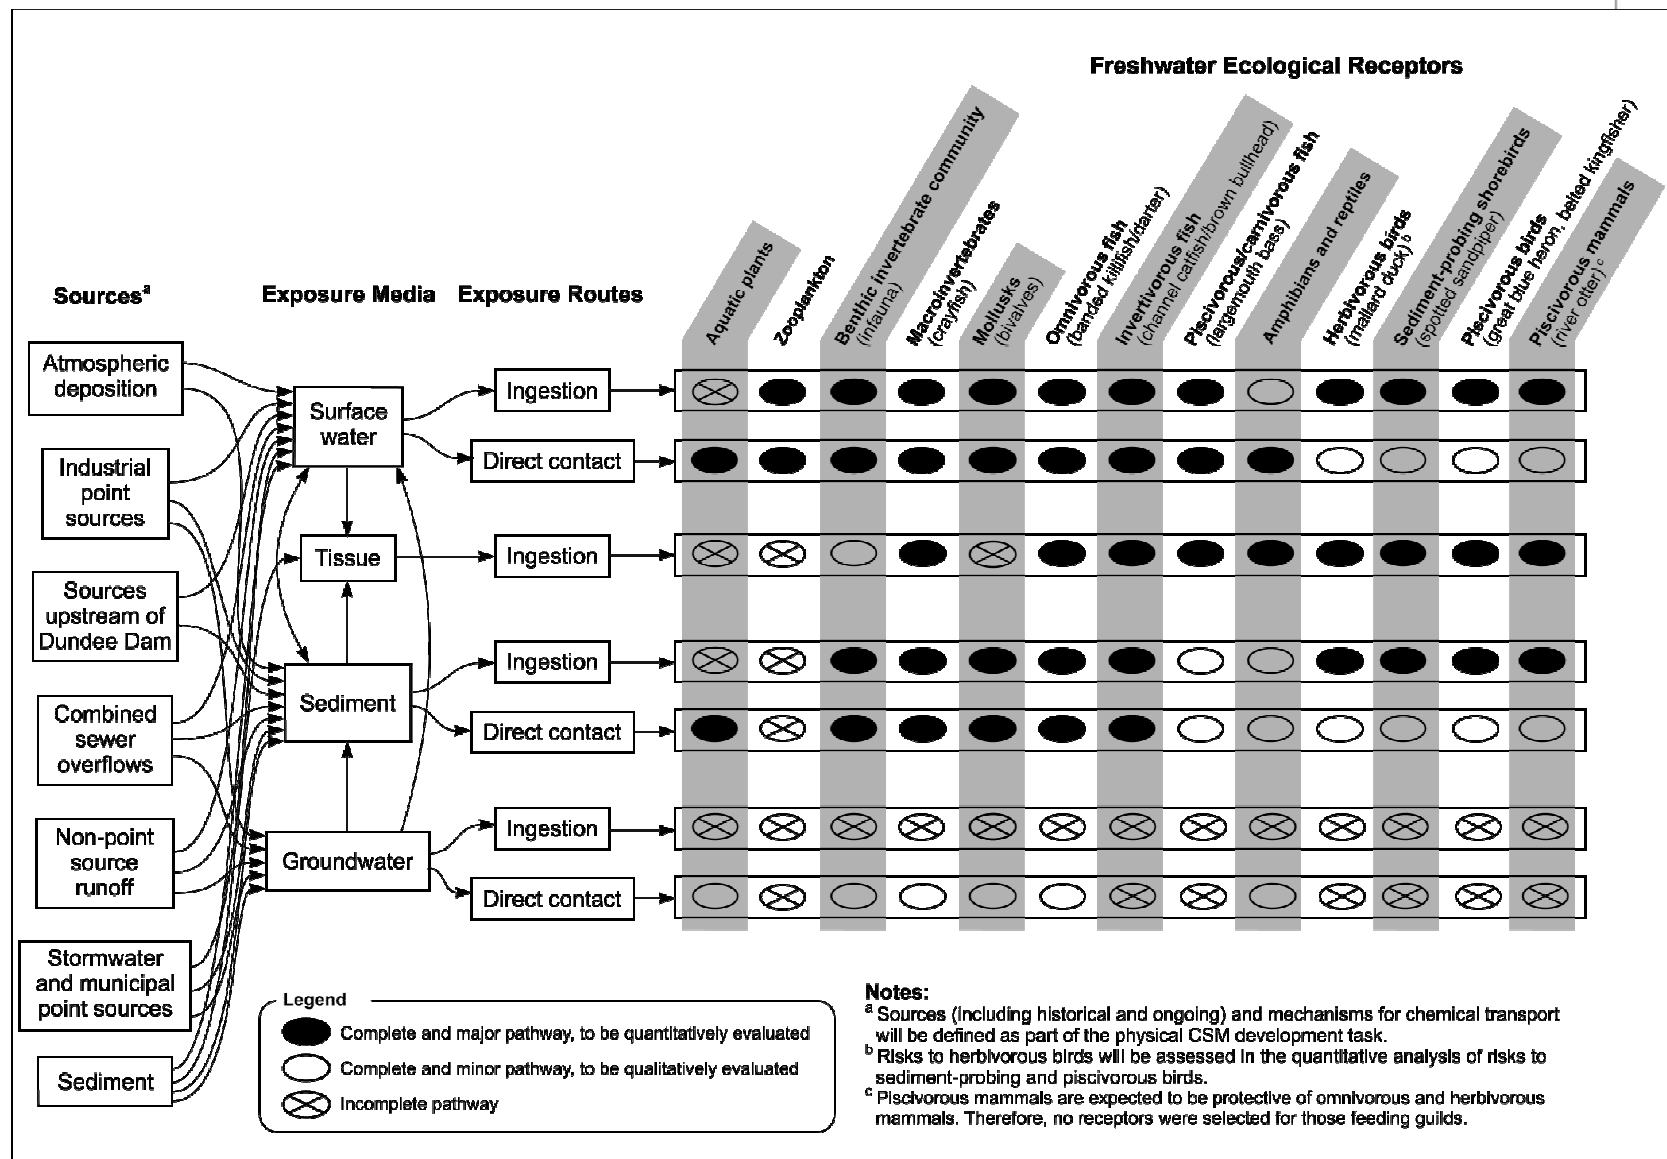 Freshwater Ecological Receptors
Sources a
Exposure Media
Exposure Routes
Aquatic plants
Zooplankton
Benthic invertebrate community
(infauna)
Macroinvertebrates
(crayfish)
Mollusks
(bivalves)
Omnivorous fish
(banded killifish/darter)
Invertivorous fish
(channel catfish/brown bullhead)
Piscivorous/carnivorous fish
(largemouth bass)
Amphibians and reptiles
Herbivorous birds
(mallard duck) b
Sediment-probing shorebirds
(spotted sandpiper)
Piscivorous birds
(great blue heron, belted kingfisher)
Piscivorous mammals
(river otter) c
Atmospheric
deposition
Industrial
point
sources
Sources
upstream of
Dundee Dam
Combined
sewer
overflows
Non-point
source
runoff
Stormwater
and municipal
point sources
Sediment
Surface
water
Tissue
Sediment
Groundwater
Ingestion
Direct contact
Ingestion
Ingestion
Direct contact
Ingestion
Direct contact
Legend
Complete and major pathway, to be quantitatively evaluated
Complete and minor pathway, to be qualitatively evaluated
Incomplete pathway
Notes:
a Sources (including historical and ongoing) and mechanisms for chemical transport
will be defined as part of the physical CSM development task.
b Risks to herbivorous birds will be assessed in the quantitative analysis of risks to
sediment-probing and piscivorous birds.
c Piscivorous mammals are expected to be protective of omnivorous and herbivorous
mammals. Therefore, no receptors were selected for those feeding guilds.